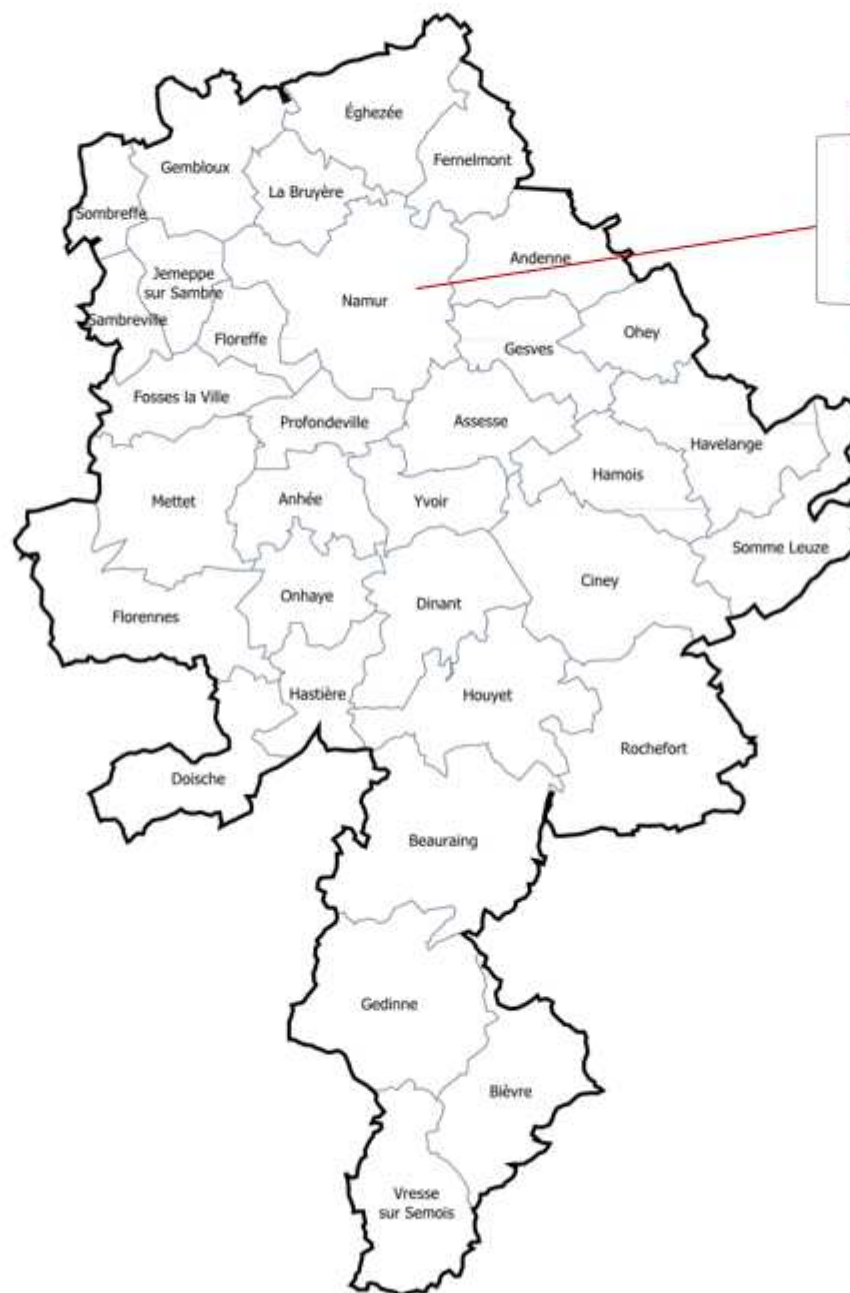 Éghezée
Gembloux
Fernelmont
La Bruyère
Sombreffe
Andenne
Jemeppe
sur Sambre
Namur
Sambreville
Floreffe
Ohey
Gesves
Fosses la Ville
Profondeville
Assesse
Havelange
Hamois
Mettet
Anhée
Yvoir
Somme Leuze
Ciney
Onhaye
Dinant
Florennes
Hastière
Houyet
Rochefort
Doische
Beauraing
Gedinne
Bièvre
Vresse
sur Semois